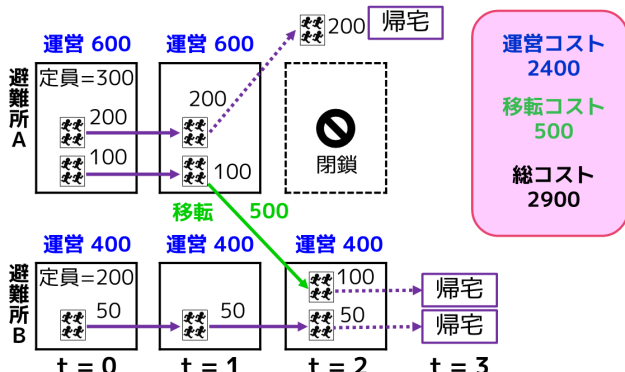 200 帰宅
運営 600
運営 600
避難所A
定員=300
200
200
100
100
閉鎖
移転 500
運営 400
運営 400
運営 400
避難所B
定員=200
100
帰宅
50
50
50
帰宅
t = 0
t = 1
t = 2
t = 3
運営コスト
2400
移転コスト
500
総コスト
2900